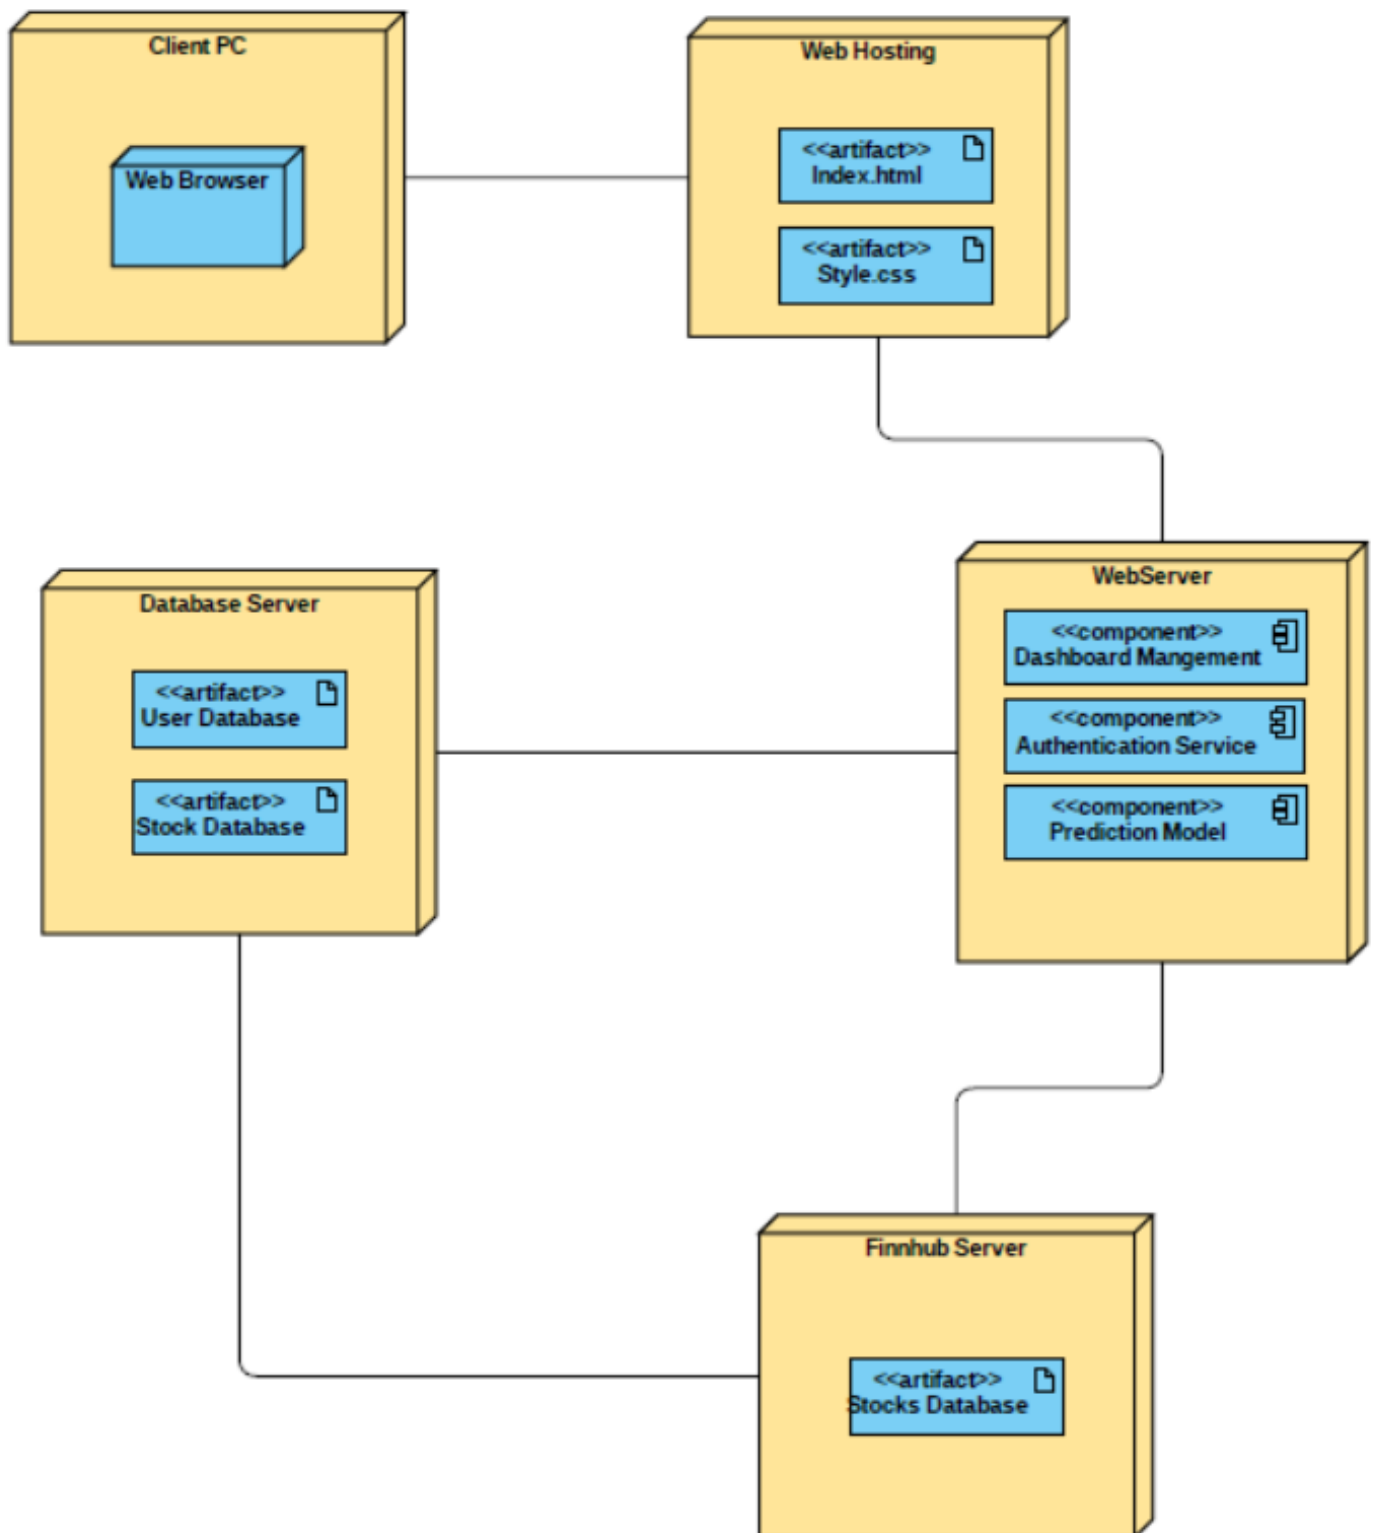 Client PC
Web Browser
Web Hosting
<<artifact>>
Index.html
<<artifact>>
Style.css
Database Server
<<artifact>>
User Database
<<artifact>>
Stock Database
WebServer
<<component>>
Dashboard Mangement
<<component>>
Authentication Service
<<component>>
Prediction Model
Finnhub Server
<<artifact>>
Stocks Database